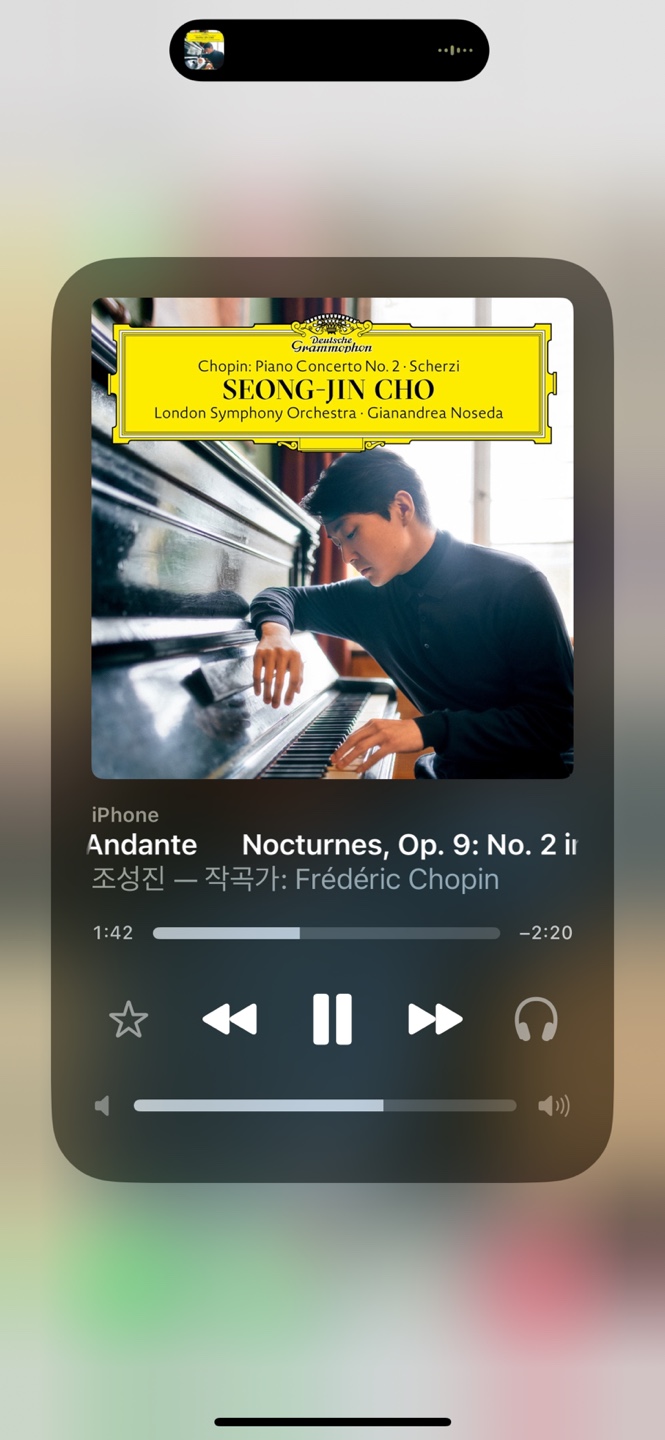 Deutsche
Grammophon
Chopin: Piano Concerto No. 2 · Scherzi
SEONG-JIN CHO
London Symphony Orchestra · Gianandrea Noseda
iPhone
Andante Nocturnes, Op. 9: No. 2 in
조성진 — 작곡가: Frédéric Chopin
1:42 −2:20